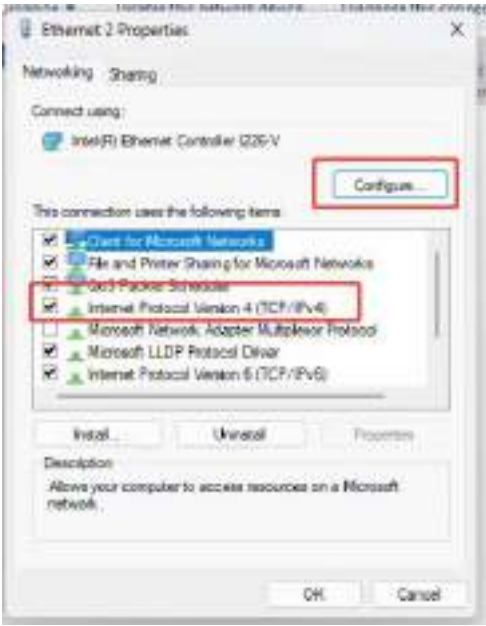 Ethernet 2 Properties
Networking
Sharing
Connect using:
Intel(R) Ethernet Controller I226-V
Configure...
This connection uses the following items:
Client for Microsoft Networks
File and Printer Sharing for Microsoft Networks
QoS Packet Scheduler
Internet Protocol Version 4 (TCP/IPv4)
Microsoft Network Adapter Multiplexor Protocol
Microsoft LLDP Protocol Driver
Internet Protocol Version 6 (TCP/IPv6)
Install...
Uninstall
Properties
Description
Allows your computer to access resources on a Microsoft
network.
OK
Cancel